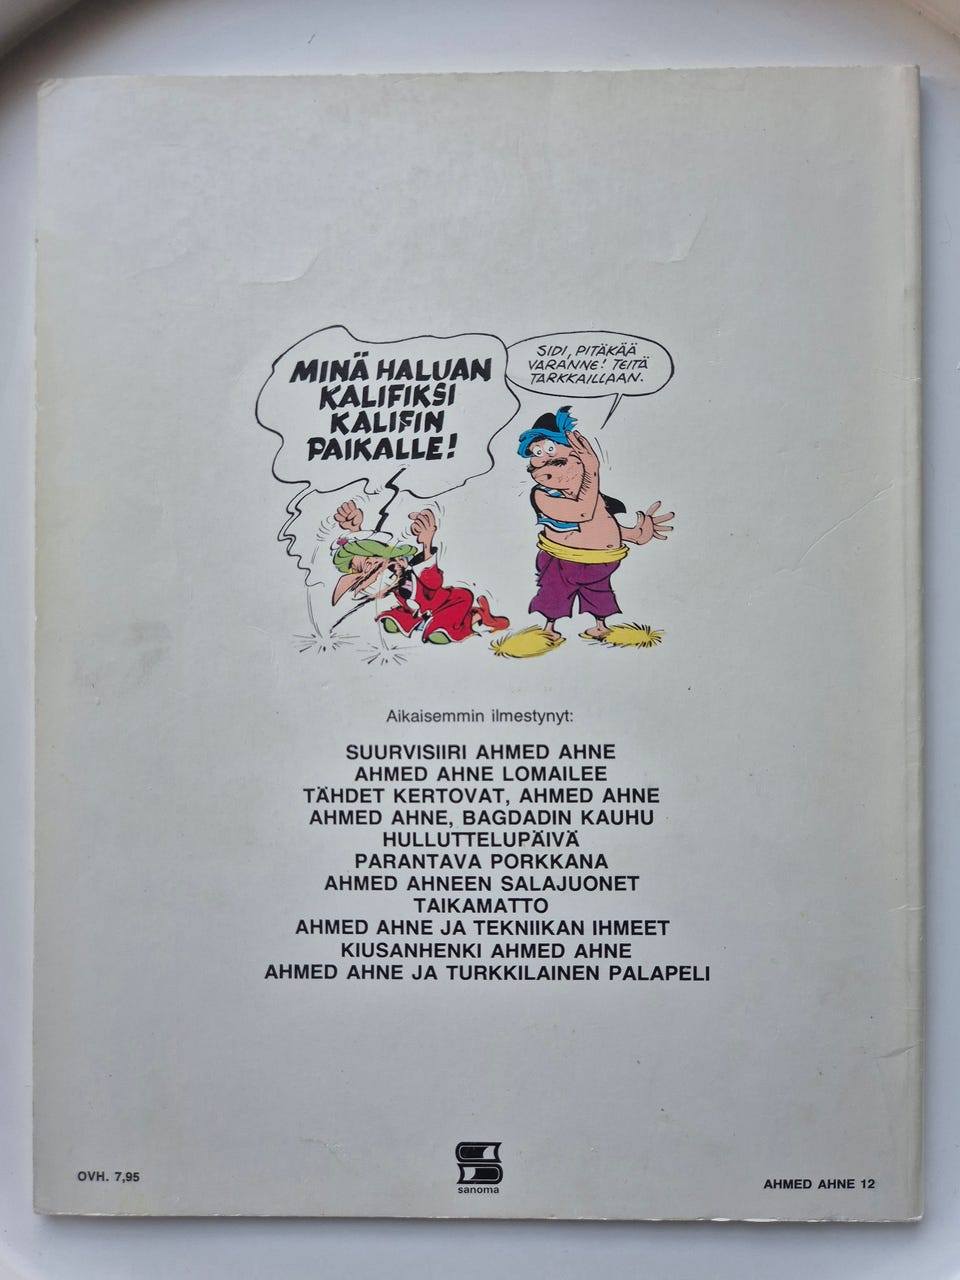 MINÄ HALUAN
KALIFIKSI
KALIFIN
PAIKALLE!
SIDI, PITÄKÄÄ
VARANNE! TEITÄ
TARKKAILLAAN.
Aikaisemmin ilmestynyt:
SUURVISIIRI AHMED AHNE
AHMED AHNE LOMAILEE
TÄHDET KERTOVAT, AHMED AHNE
AHMED AHNE, BAGDADIN KAUHU
HULLUTTELUPÄIVÄ
PARANTAVA PORKKANA
AHMED AHNEEN SALAJUONET
TAIKAMATTO
AHMED AHNE JA TEKNIIKAN IHMEET
KIUSANHENKI AHMED AHNE
AHMED AHNE JA TURKKILAINEN PALAPELI
OVH. 7,95
sanoma
AHMED AHNE 12